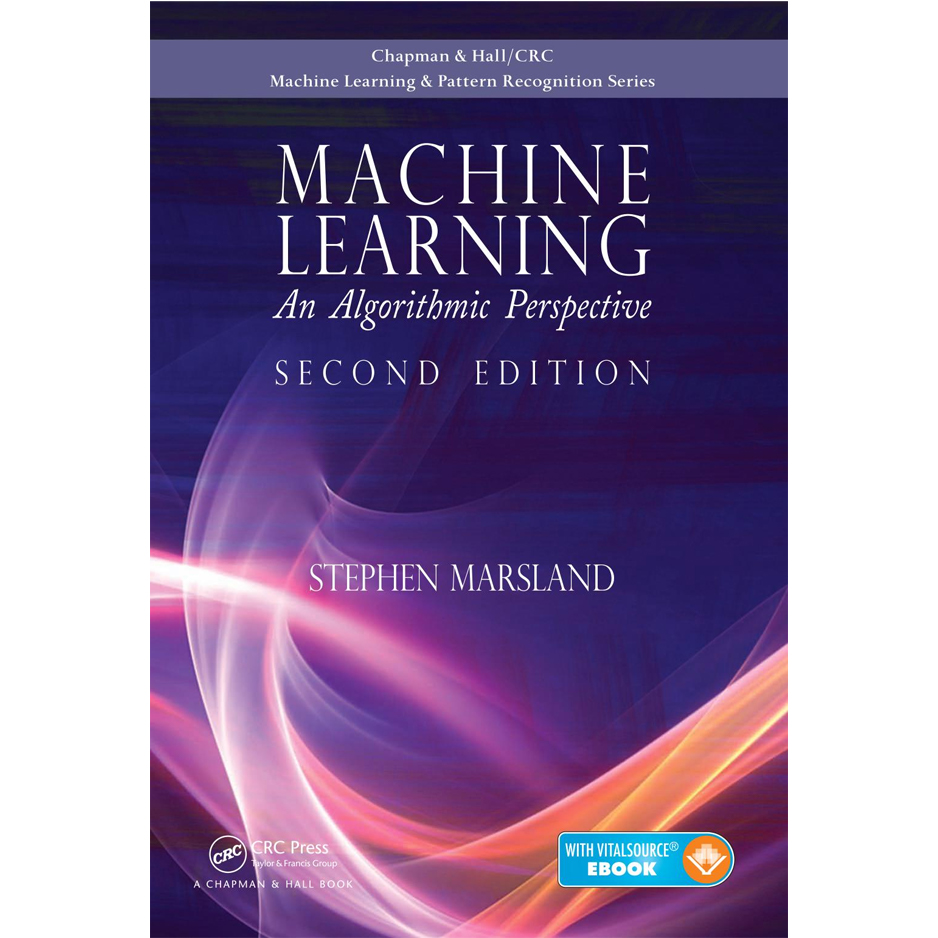 Chapman & Hall/CRC
Machine Learning & Pattern Recognition Series
MACHINE
LEARNING
An Algorithmic Perspective
SECOND EDITION
STEPHEN MARSLAND
CRC
CRC Press
Taylor & Francis Group
A CHAPMAN & HALL BOOK
WITH VITALSOURCE®
EBOOK